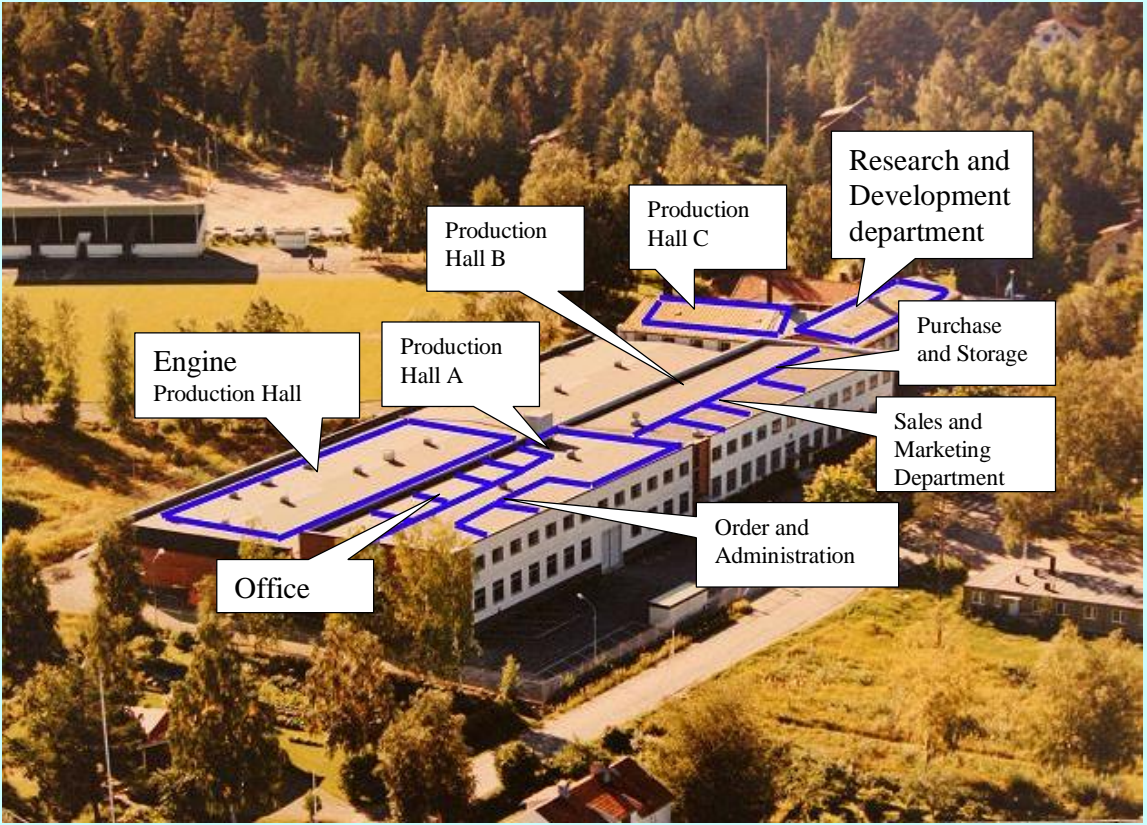 Research and
Development
department
Production
Hall C
Production
Hall B
Purchase
and Storage
Production
Hall A
Engine
Production Hall
Sales and
Marketing
Department
Order and
Administration
Office